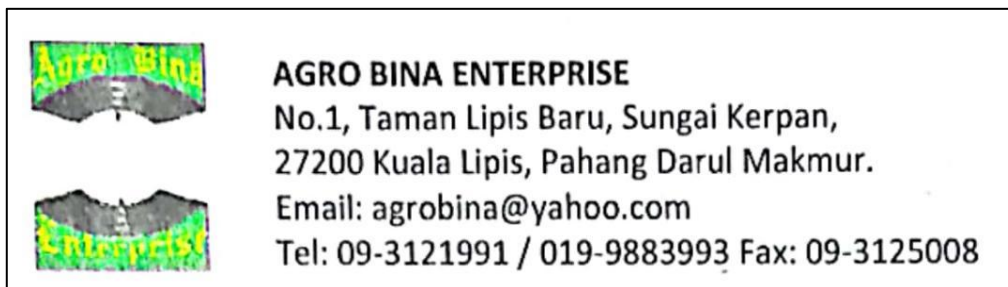 Agro Bina
Enterprise
AGRO BINA ENTERPRISE
No.1, Taman Lipis Baru, Sungai Kerpan,
27200 Kuala Lipis, Pahang Darul Makmur.
Email: agrobina@yahoo.com
Tel: 09-3121991 / 019-9883993 Fax: 09-3125008